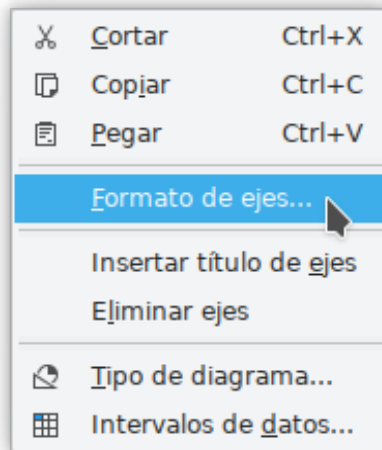 Cortar Ctrl+X
Copiar Ctrl+C
Pegar Ctrl+V
Formato de ejes...
Insertar título de ejes
Eliminar ejes
Tipo de diagrama...
Intervalos de datos...